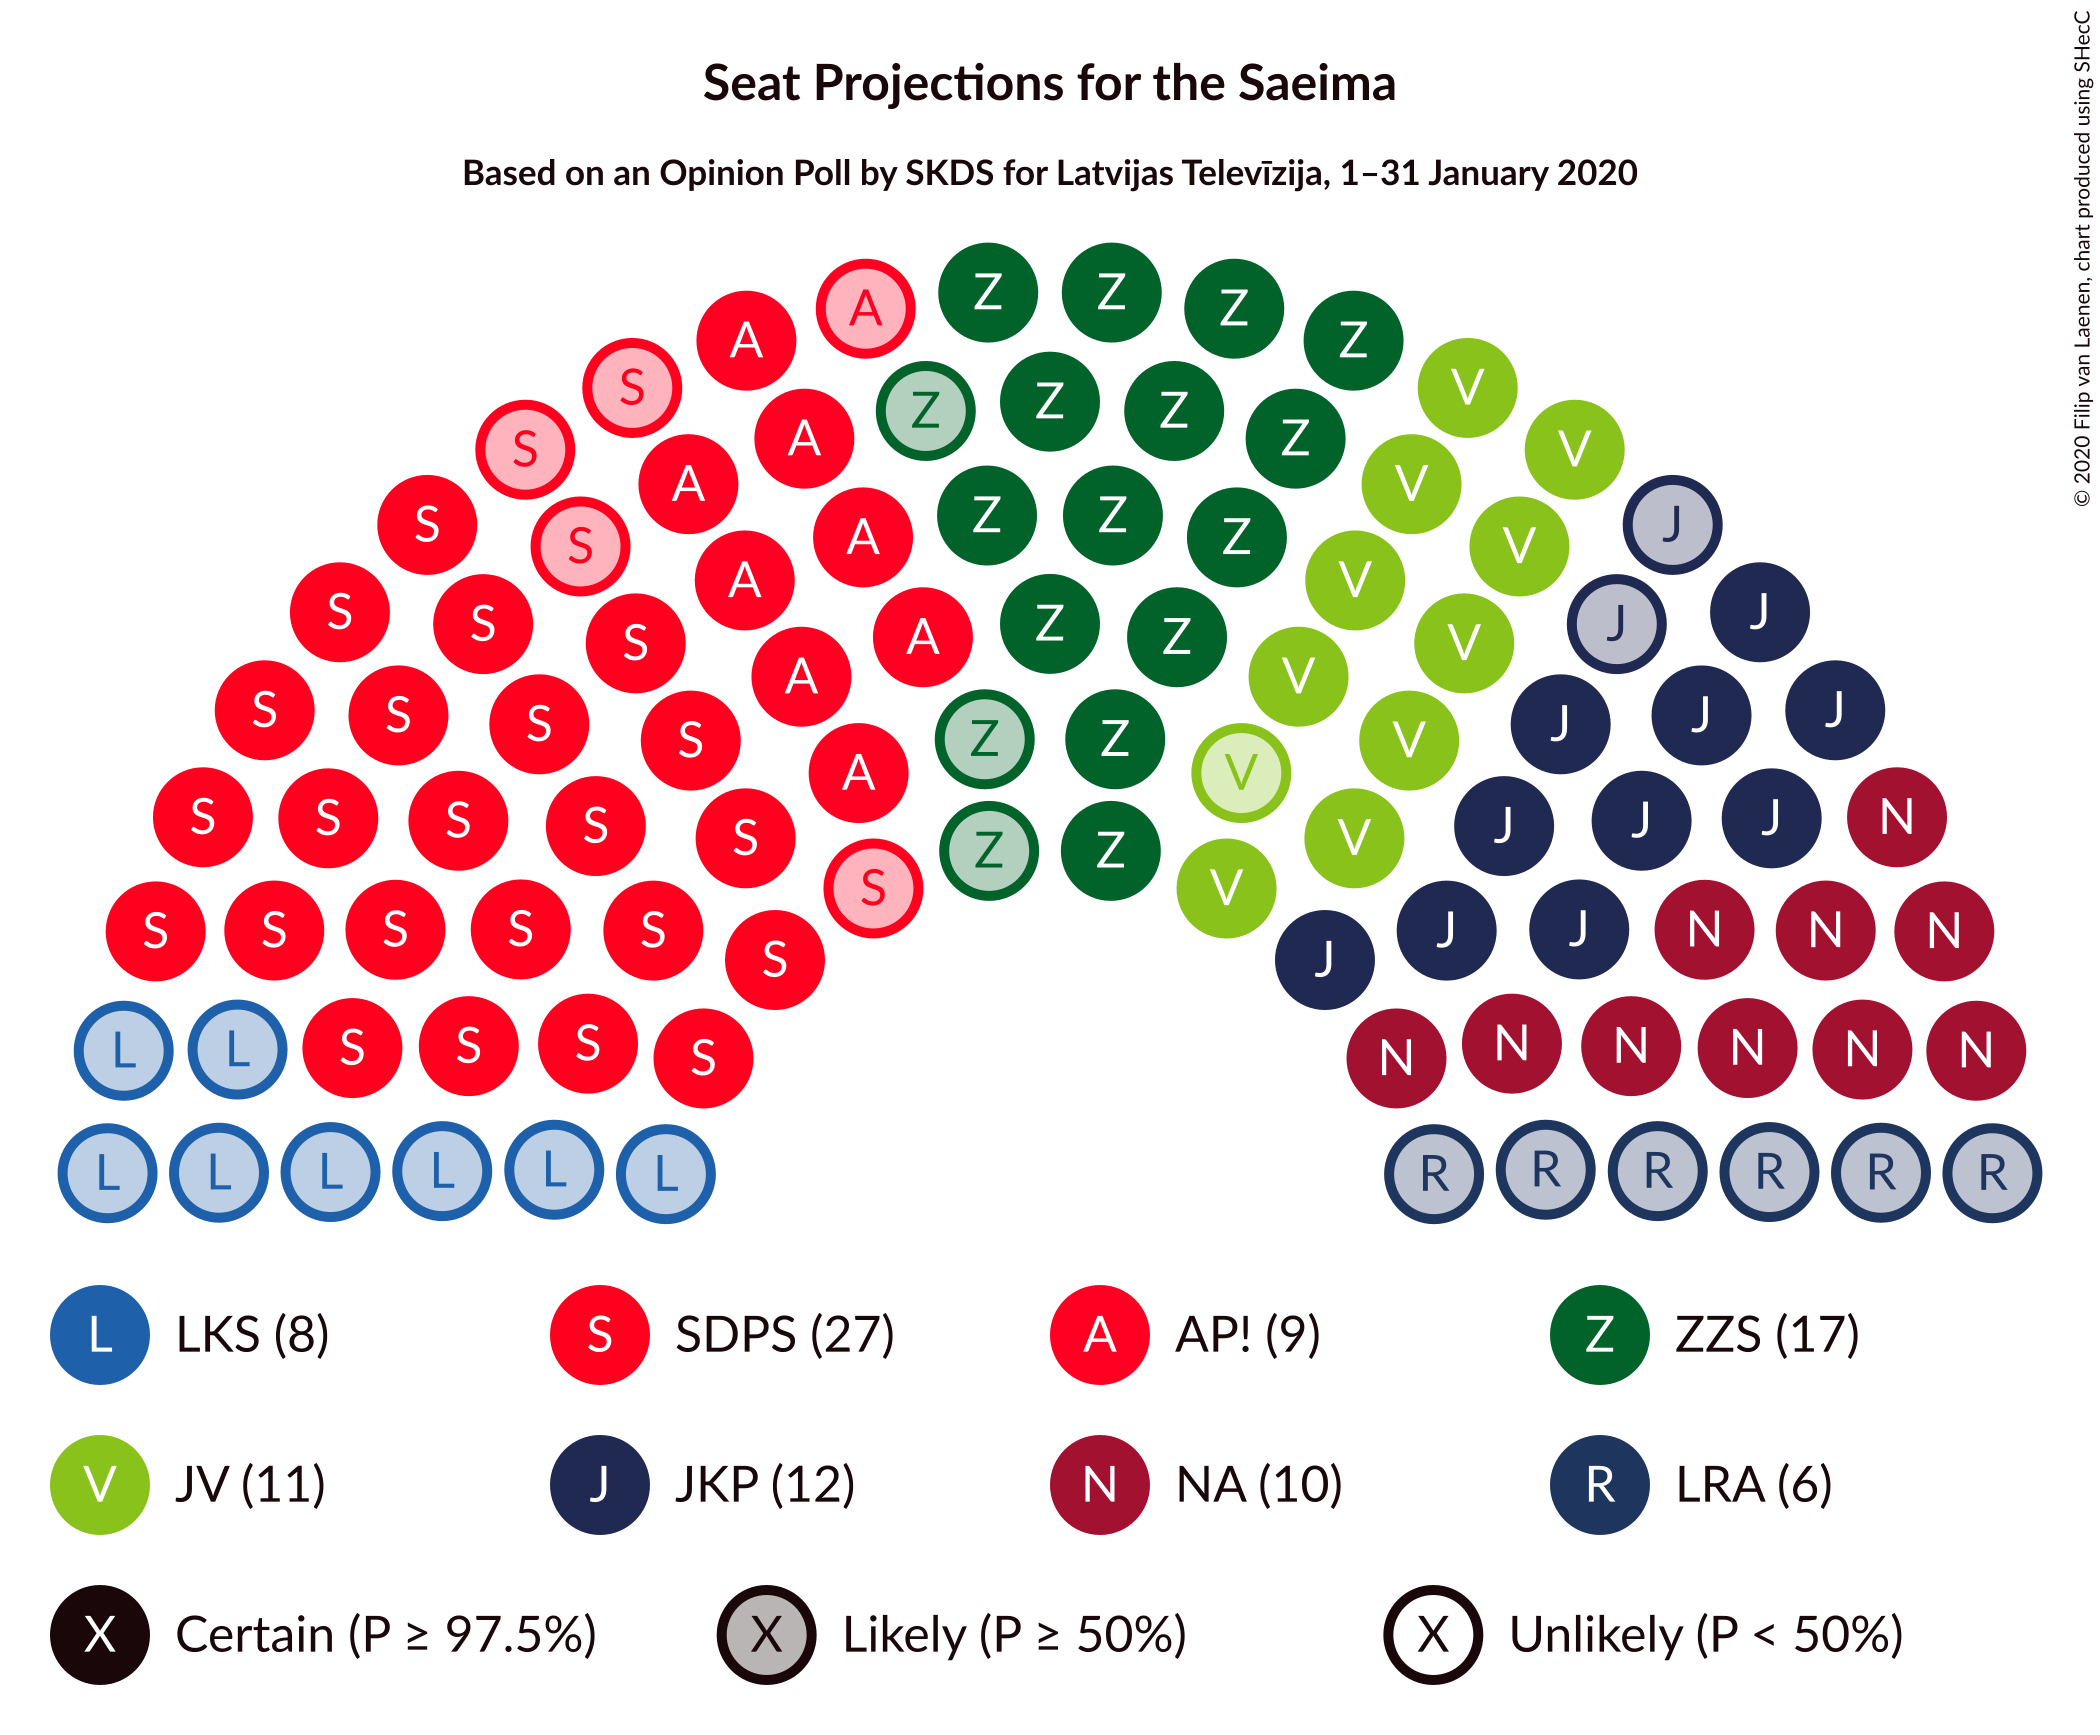 Seat Projections for the Saeima
Based on an Opinion Poll by SKDS for Latvijas Televīzija, 1–31 January 2020
© 2020 Filip van Laenen, chart produced using SHecC
Z Z
A Z
A Z
S V
Z
Z Z
A Z
S V
A V
Z Z
S J
A Z
S V
A V
S J
S J
Z
A Z
S V
A V
S J
S J
S J
S V
Z Z
S V
A V
S N
S J
S J
S J
S V
Z Z
S V
S S S S S J J N N N
S J
L L S S S S N N N N N N
L L L L L L R R R R R R
L LKS (8) S SDPS (27) A AP! (9) Z ZZS (17)
V JV (11) J JKP (12) N NA (10) R LRA (6)
X Certain (P ≥ 97.5%) X Likely (P ≥ 50%) X Unlikely (P < 50%)